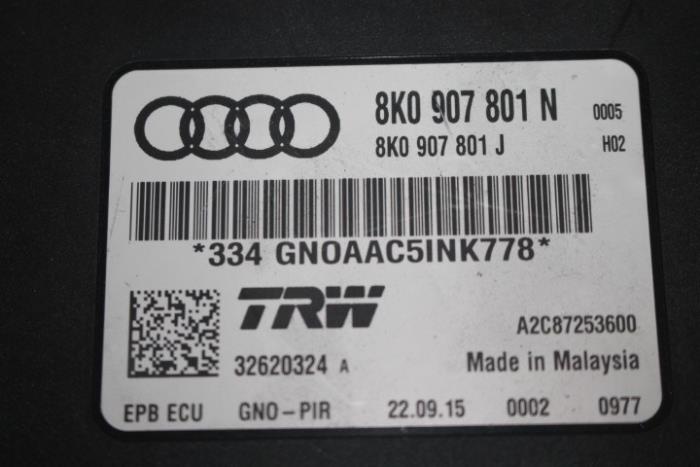 8K0 907 801 N 0005
8K0 907 801 J H02
*334 GNOAAC5INK778*
TRW
A2C87253600
32620324 A Made in Malaysia
EPB ECU GNO-PIR 22.09.15 0002 0977